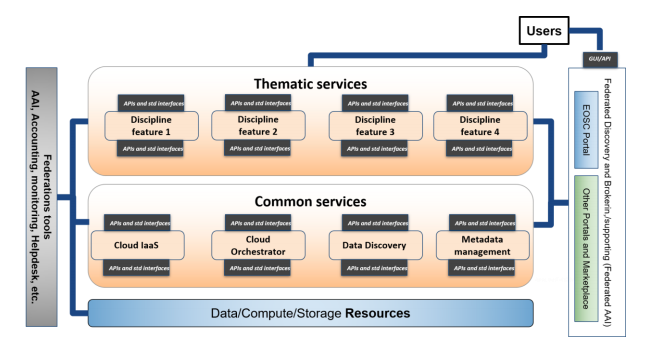 Users
GUI/API
Federations tools
AAI, Accounting, monitoring, Helpdesk, etc.
Thematic services
APIs and std interfaces
APIs and std interfaces
APIs and std interfaces
APIs and std interfaces
Discipline
feature 1
Discipline
feature 2
Discipline
feature 3
Discipline
feature 4
APIs and std interfaces
APIs and std interfaces
APIs and std interfaces
APIs and std interfaces
Common services
APIs and std interfaces
APIs and std interfaces
APIs and std interfaces
APIs and std interfaces
Cloud IaaS
Cloud
Orchestrator
Data Discovery
Metadata
management
APIs and std interfaces
APIs and std interfaces
APIs and std interfaces
APIs and std interfaces
Data/Compute/Storage Resources
Federated Discovery and Brokerin,/supporting (Federated AAI)
EOSC Portal
Other Portals and Marketplace